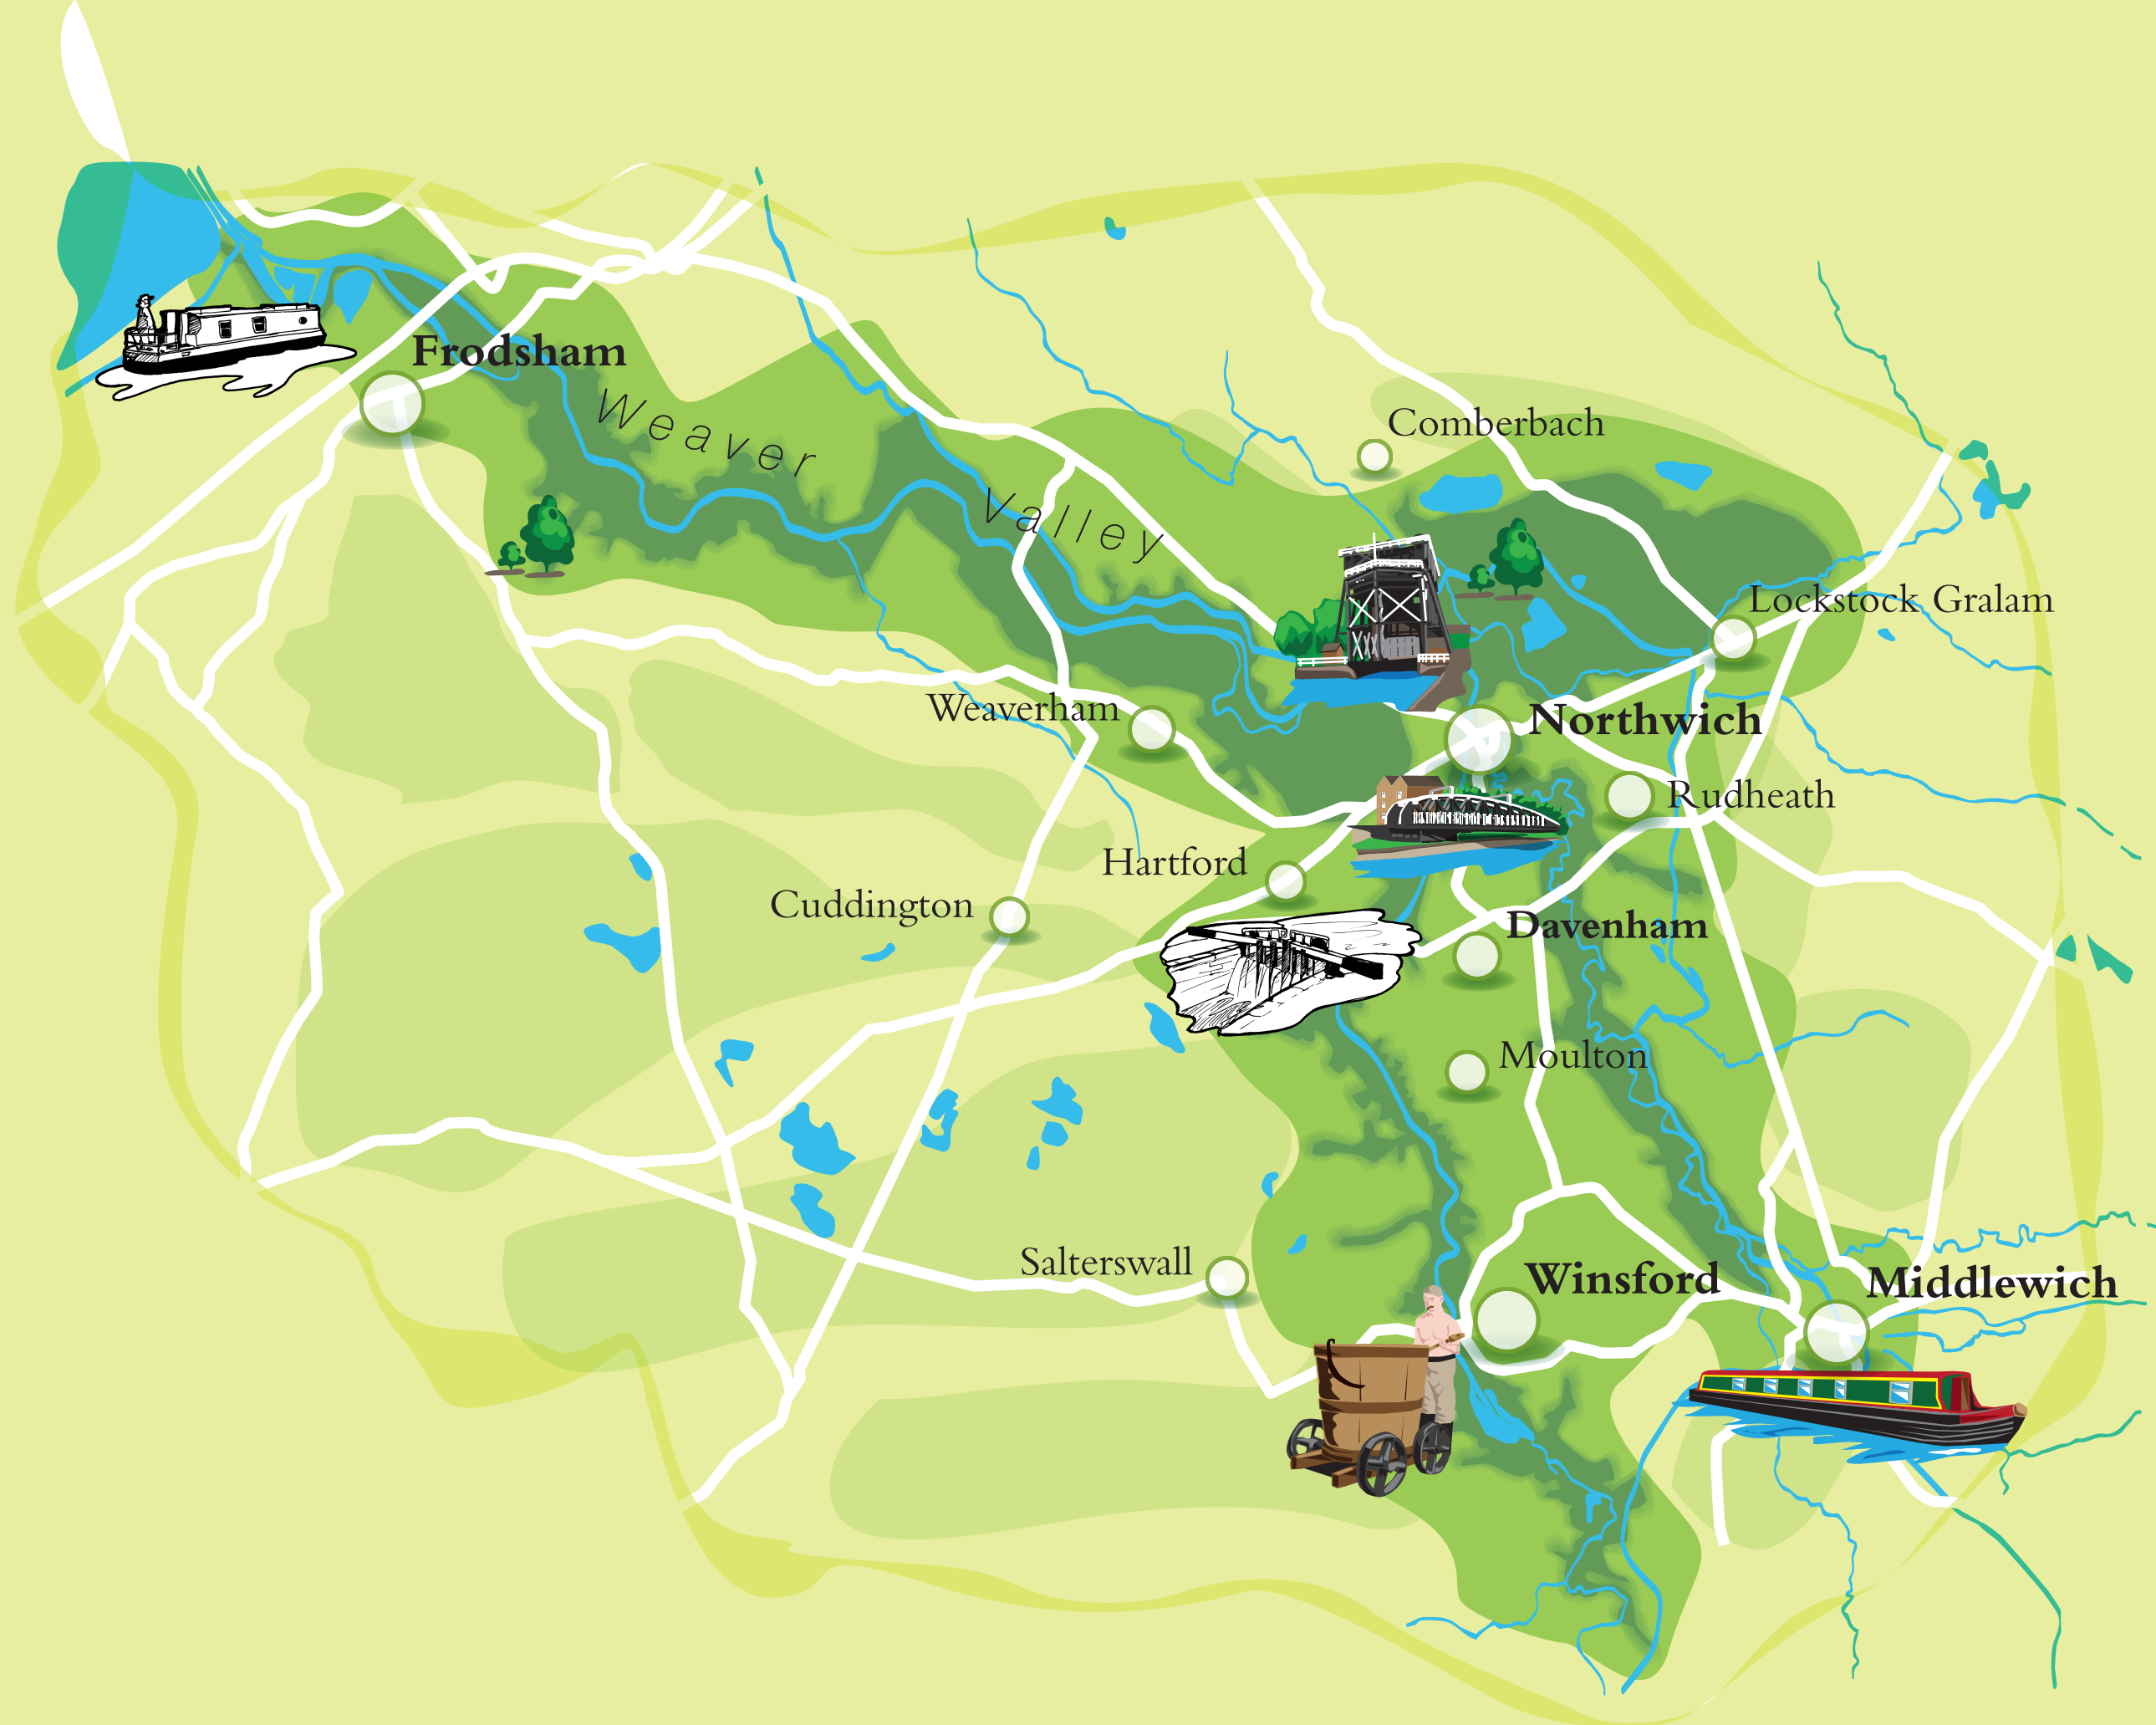 Frodsham
Weaver
Valley
Comberbach
Lockstock Gralam
Weaverham
Northwich
Rudheath
Hartford
Cuddington
Davenham
Moulton
Salterswall
Winsford
Middlewich